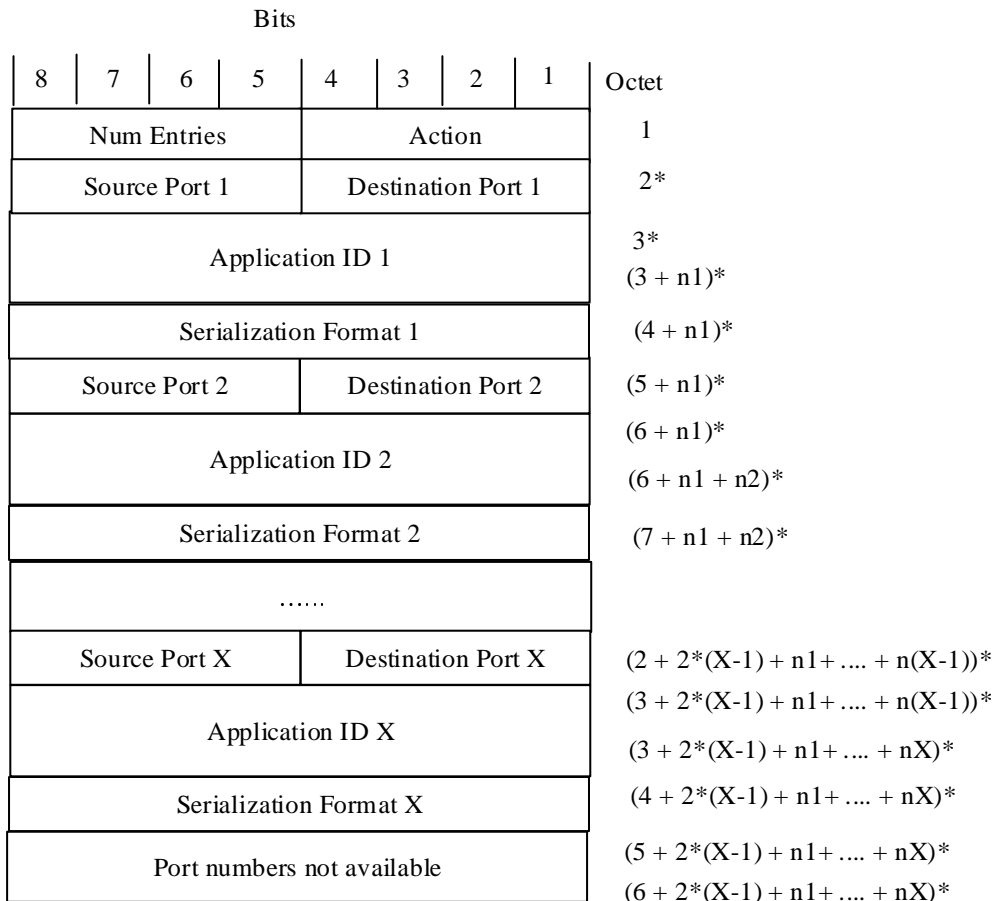 Bits
8 7 6 5 4 3 2 1 Octet
Num Entries Action 1
Source Port 1 Destination Port 1 2*
3*
Application ID 1
(3 + n1)*
Serialization Format 1 (4 + n1)*
Source Port 2 Destination Port 2 (5 + n1)*
(6 + n1)*
Application ID 2
(6 + n1 + n2)*
Serialization Format 2 (7 + n1 + n2)*
……
Source Port X Destination Port X (2 + 2*(X-1) + n1+ .... + n(X-1))*
(3 + 2*(X-1) + n1+ .... + n(X-1))*
Application ID X
(3 + 2*(X-1) + n1+ .... + nX)*
Serialization Format X (4 + 2*(X-1) + n1+ .... + nX)*
(5 + 2*(X-1) + n1+ .... + nX)*
Port numbers not available
(6 + 2*(X-1) + n1+ .... + nX)*